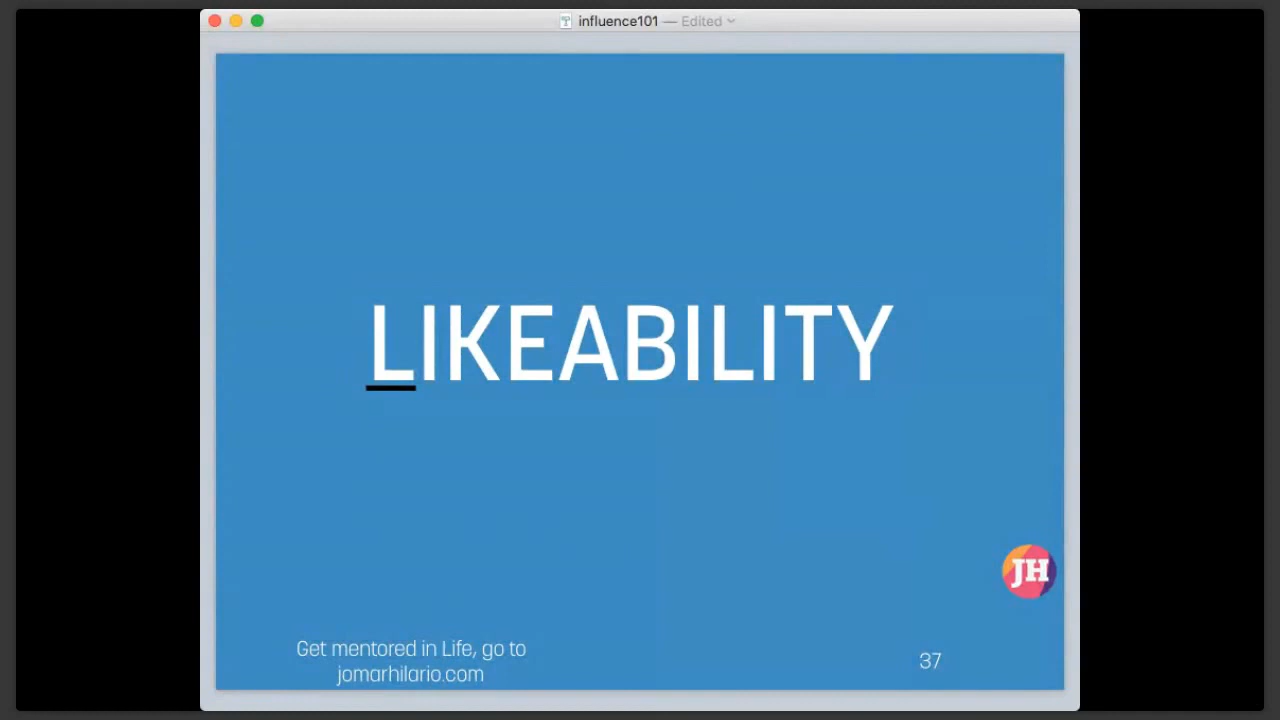 influence101 — Edited
LIKEABILITY
JH
Get mentored in Life, go to
jomarhilario.com
37